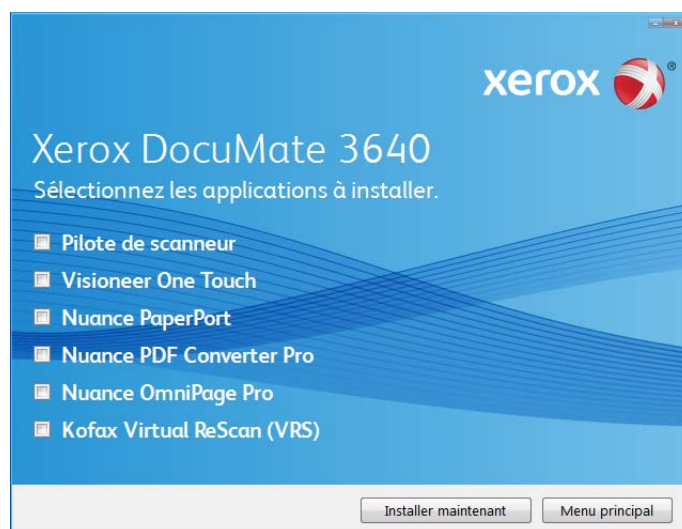 xerox ®
Xerox DocuMate 3640
Sélectionnez les applications à installer.
Pilote de scanneur
Visioneer One Touch
Nuance PaperPort
Nuance PDF Converter Pro
Nuance OmniPage Pro
Kofax Virtual ReScan (VRS)
Installer maintenant Menu principal